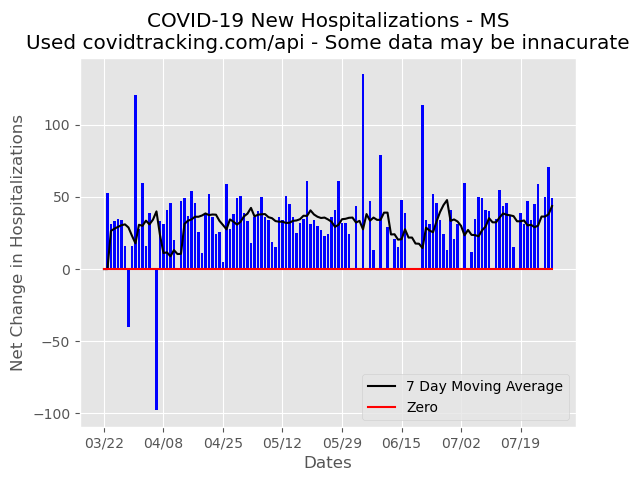 COVID-19 New Hospitalizations - MS
Used covidtracking.com/api - Some data may be innacurate
Net Change in Hospitalizations
100
50
0
−50
−100
7 Day Moving Average
Zero
03/22 04/08 04/25 05/12 05/29 06/15 07/02 07/19
Dates